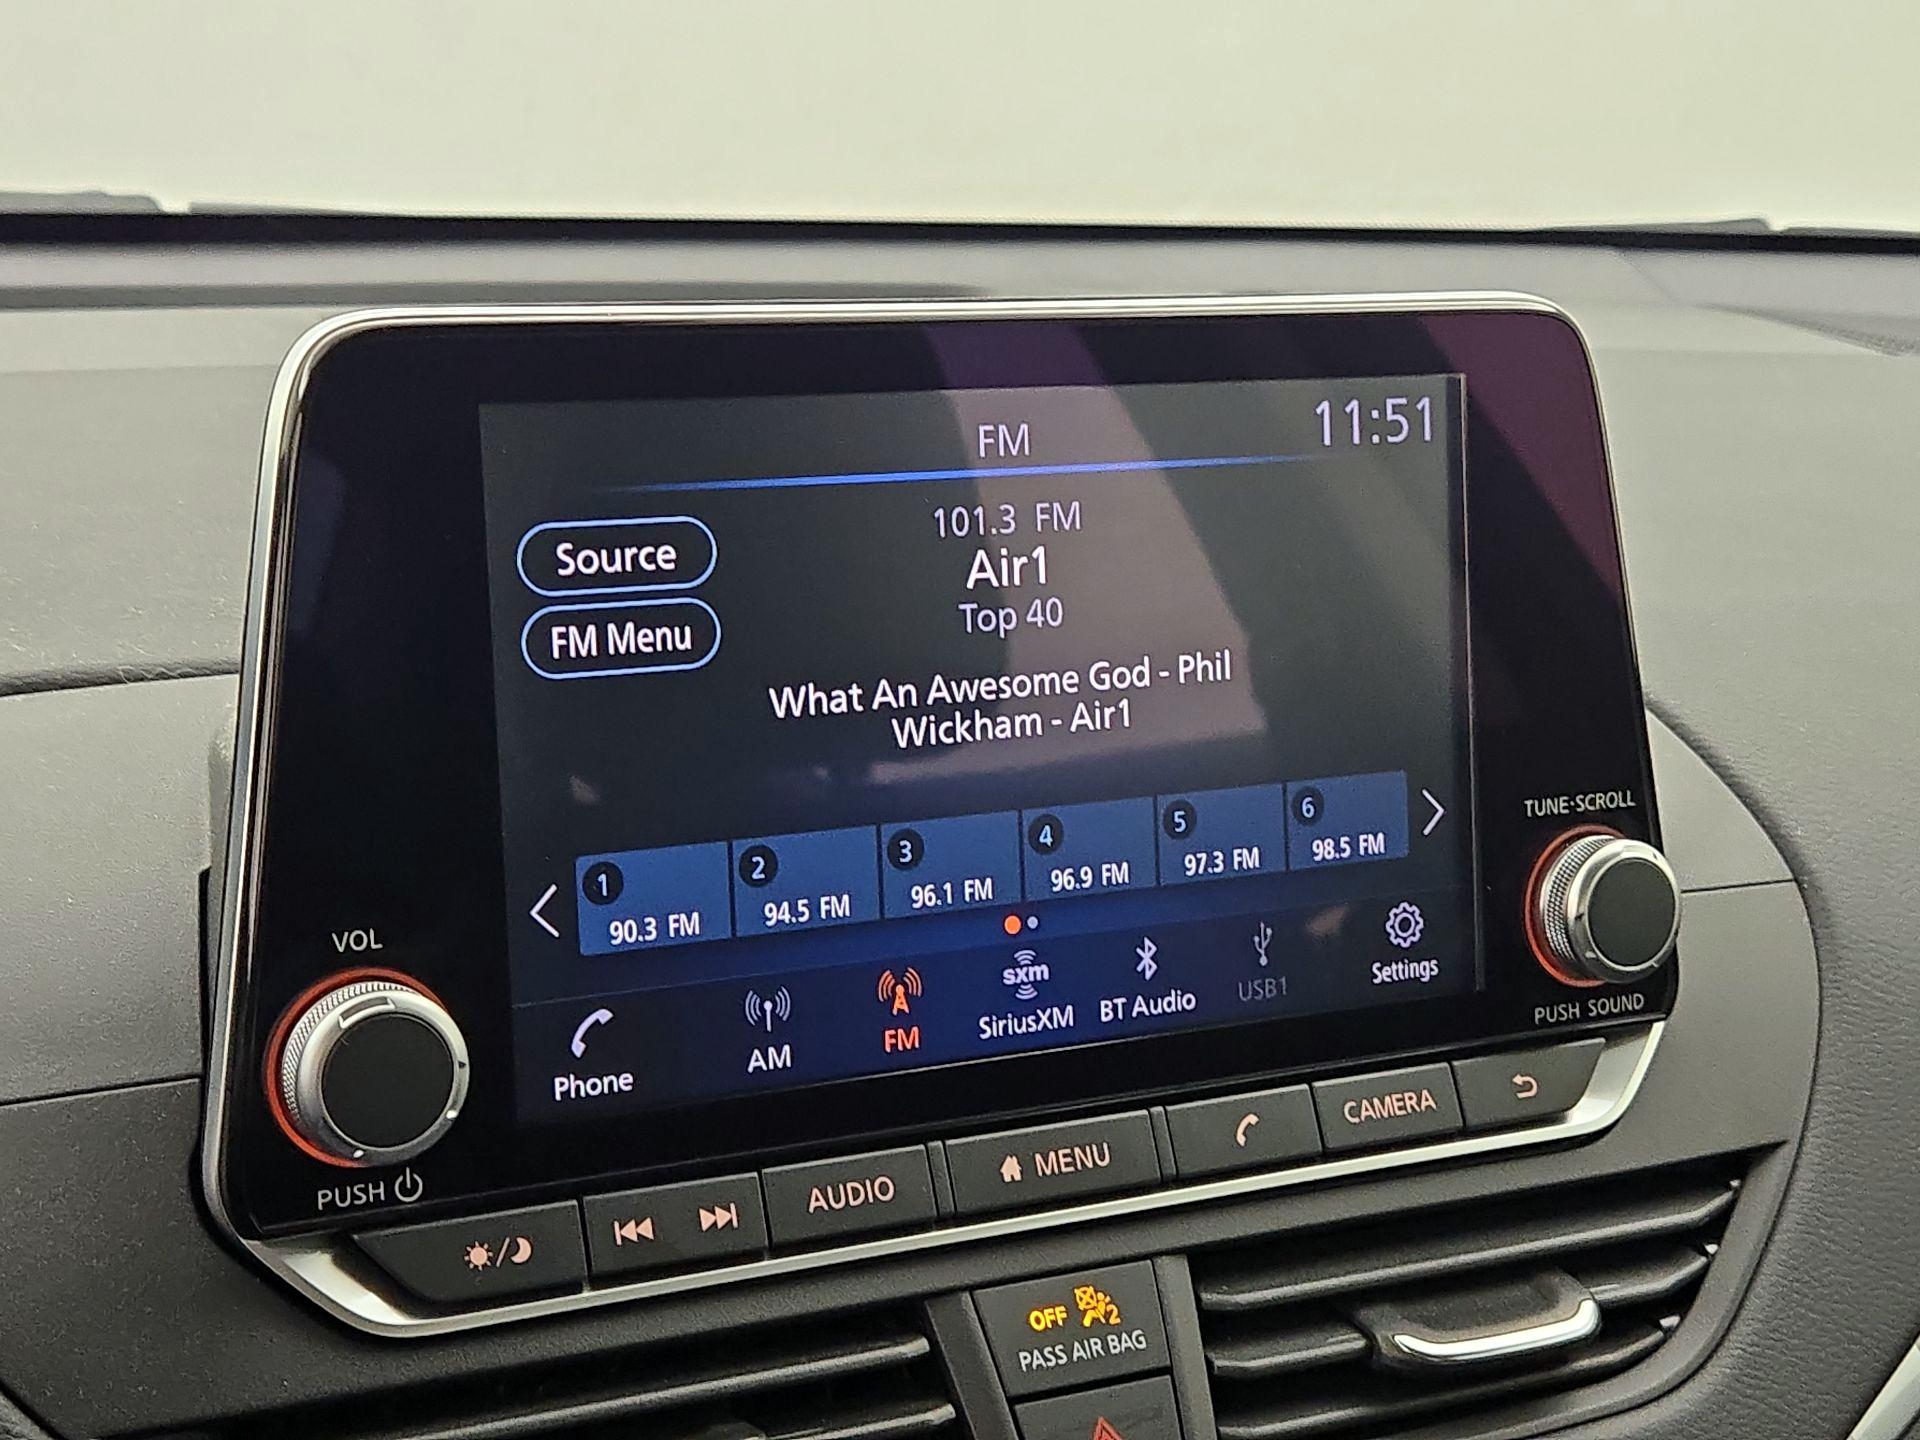 FM
11:51
101.3 FM
Air1
Top 40
Source
FM Menu
What An Awesome God - Phil
Wickham - Air1
1
90.3 FM
2
94.5 FM
3
96.1 FM
4
96.9 FM
5
97.3 FM
6
98.5 FM
Phone
AM
FM
sxm
SiriusXM
BT Audio
USB1
Settings
VOL
PUSH
TUNE·SCROLL
PUSH SOUND
AUDIO
MENU
CAMERA
OFF
2
PASS AIR BAG